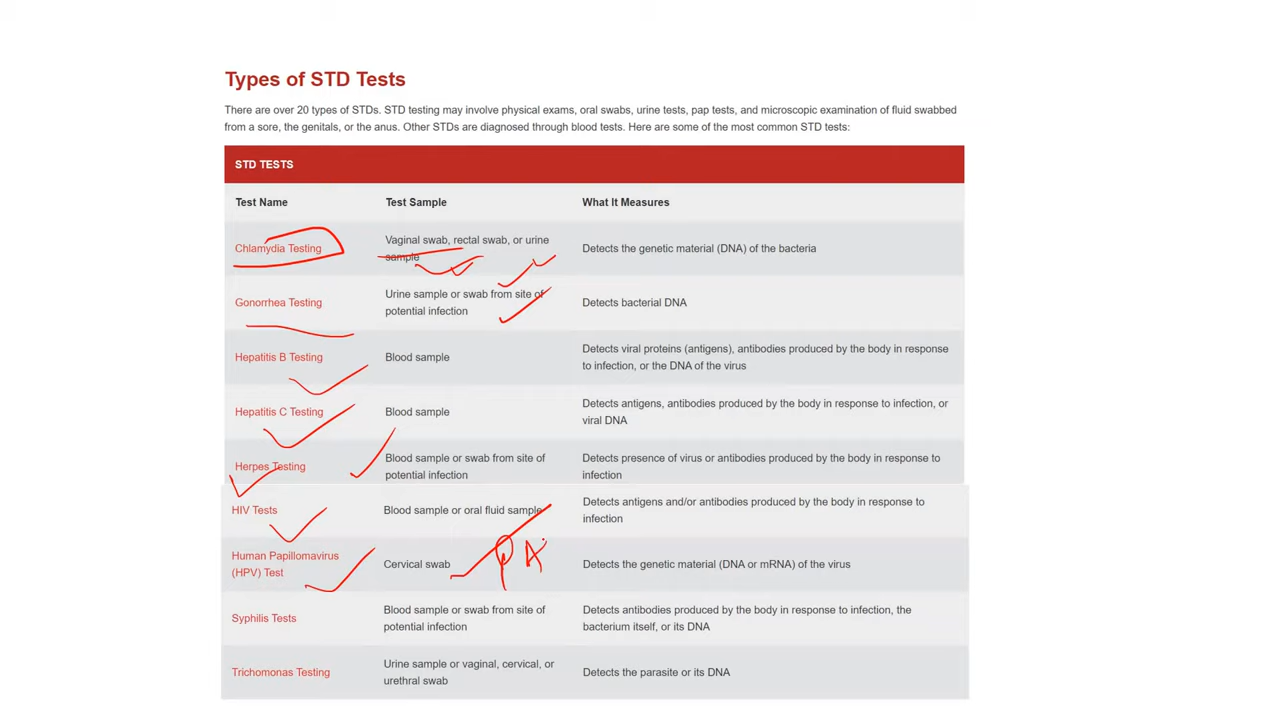 Types of STD Tests
There are over 20 types of STDs. STD testing may involve physical exams, oral swabs, urine tests, pap tests, and microscopic examination of fluid swabbed
from a sore, the genitals, or the anus. Other STDs are diagnosed through blood tests. Here are some of the most common STD tests:
STD TESTS
Test Name Test Sample What It Measures
Chlamydia Testing
Vaginal swab, rectal swab, or urine
sample
Detects the genetic material (DNA) of the bacteria
Gonorrhea Testing
Urine sample or swab from site of
potential infection
Detects bacterial DNA
Hepatitis B Testing
Blood sample
Detects viral proteins (antigens), antibodies produced by the body in response
to infection, or the DNA of the virus
Hepatitis C Testing
Blood sample
Detects antigens, antibodies produced by the body in response to infection, or
viral DNA
Herpes Testing
Blood sample or swab from site of
potential infection
Detects presence of virus or antibodies produced by the body in response to
infection
HIV Tests
Blood sample or oral fluid sample
Detects antigens and/or antibodies produced by the body in response to
infection
Human Papillomavirus
(HPV) Test
Cervical swab
PA
Detects the genetic material (DNA or mRNA) of the virus
Syphilis Tests
Blood sample or swab from site of
potential infection
Detects antibodies produced by the body in response to infection, the
bacterium itself, or its DNA
Trichomonas Testing
Urine sample or vaginal, cervical, or
urethral swab
Detects the parasite or its DNA